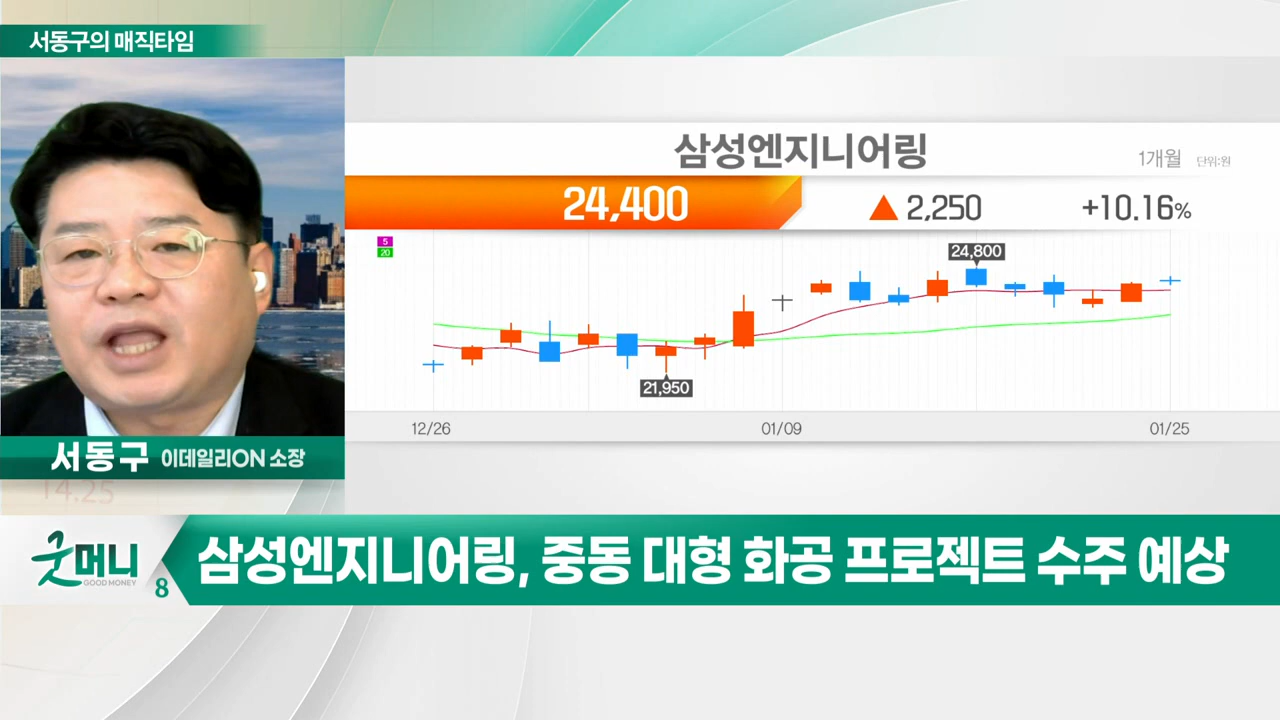 서동구의 매직타임
삼성엔지니어링
1개월 단위:원
24,400
▲ 2,250
+10.16%
5
20
24,800
21,950
12/26
01/09
01/25
서동구 이데일리ON 소장
14.25
굿머니
GOOD MONEY
8
삼성엔지니어링, 중동 대형 화공 프로젝트 수주 예상